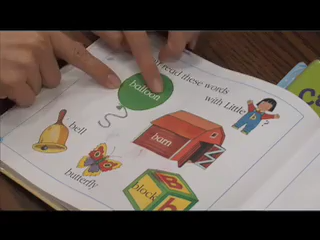 read these words
with Little
b
balloon
bell
barn
butterfly
block
B
b